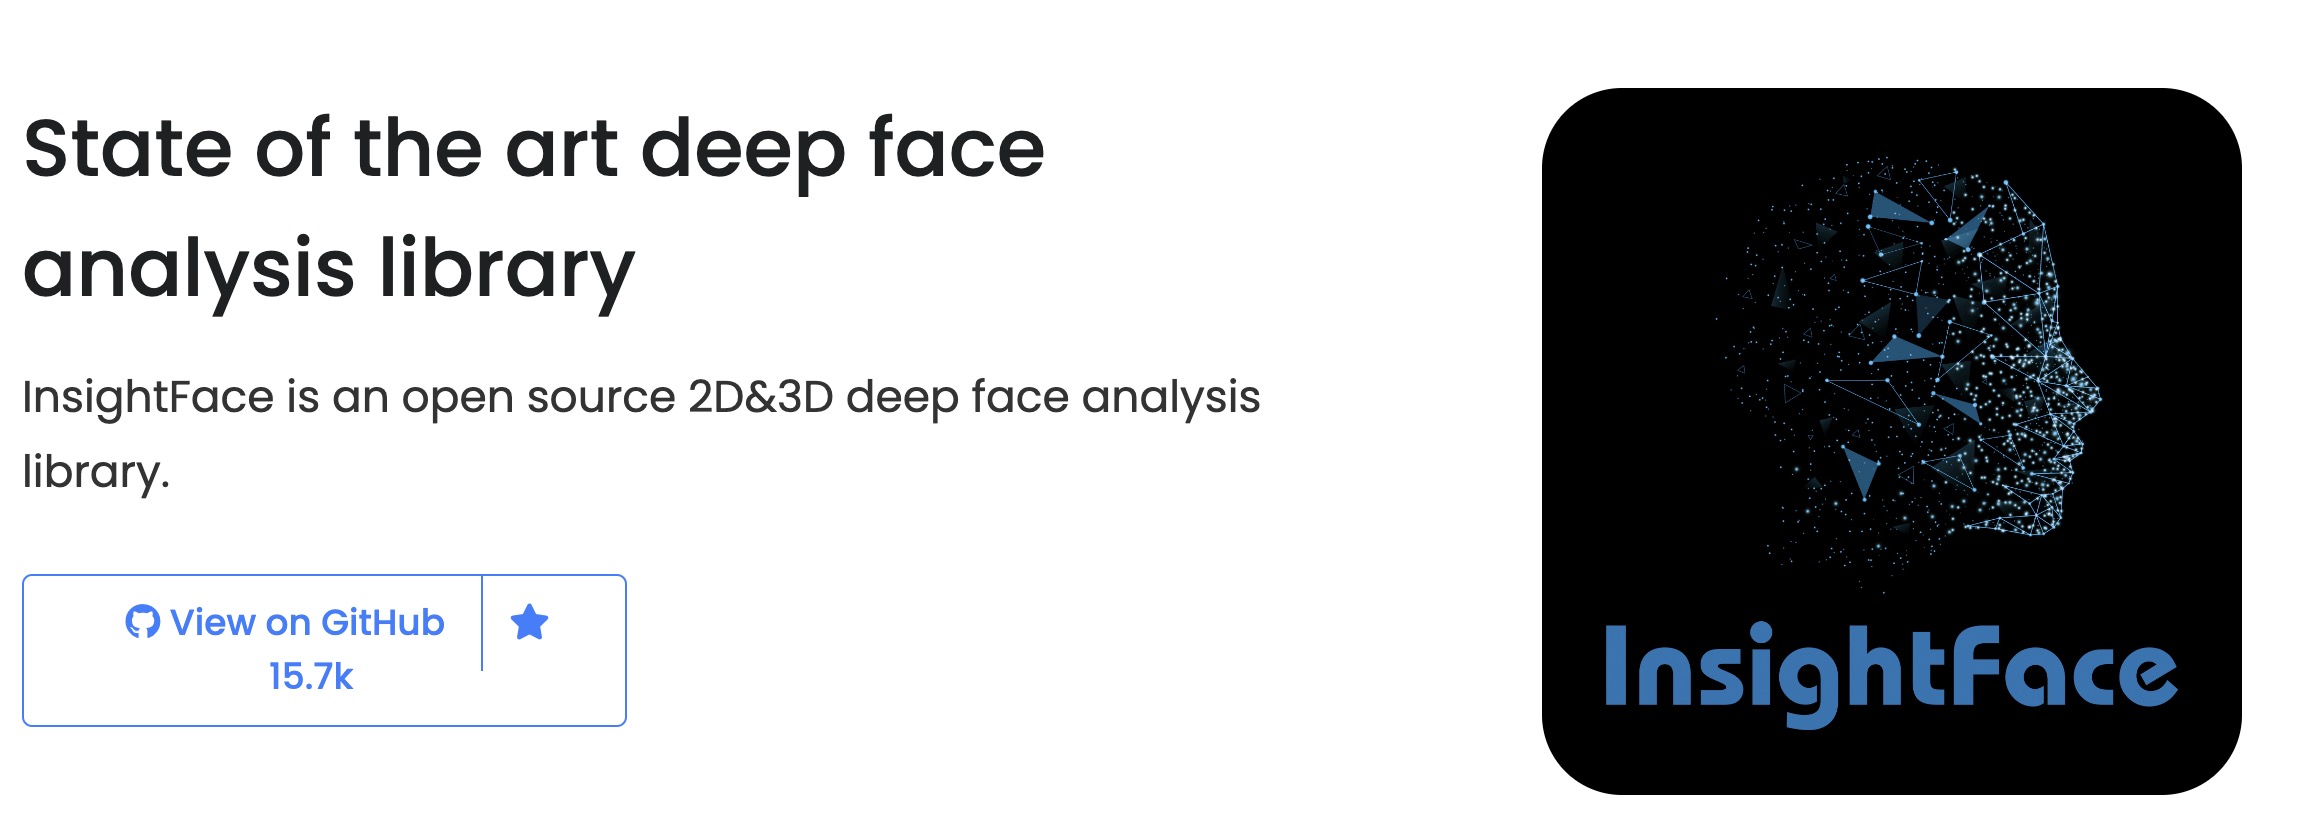 State of the art deep face
analysis library
InsightFace is an open source 2D&3D deep face analysis
library.
View on GitHub
15.7k
InsightFace